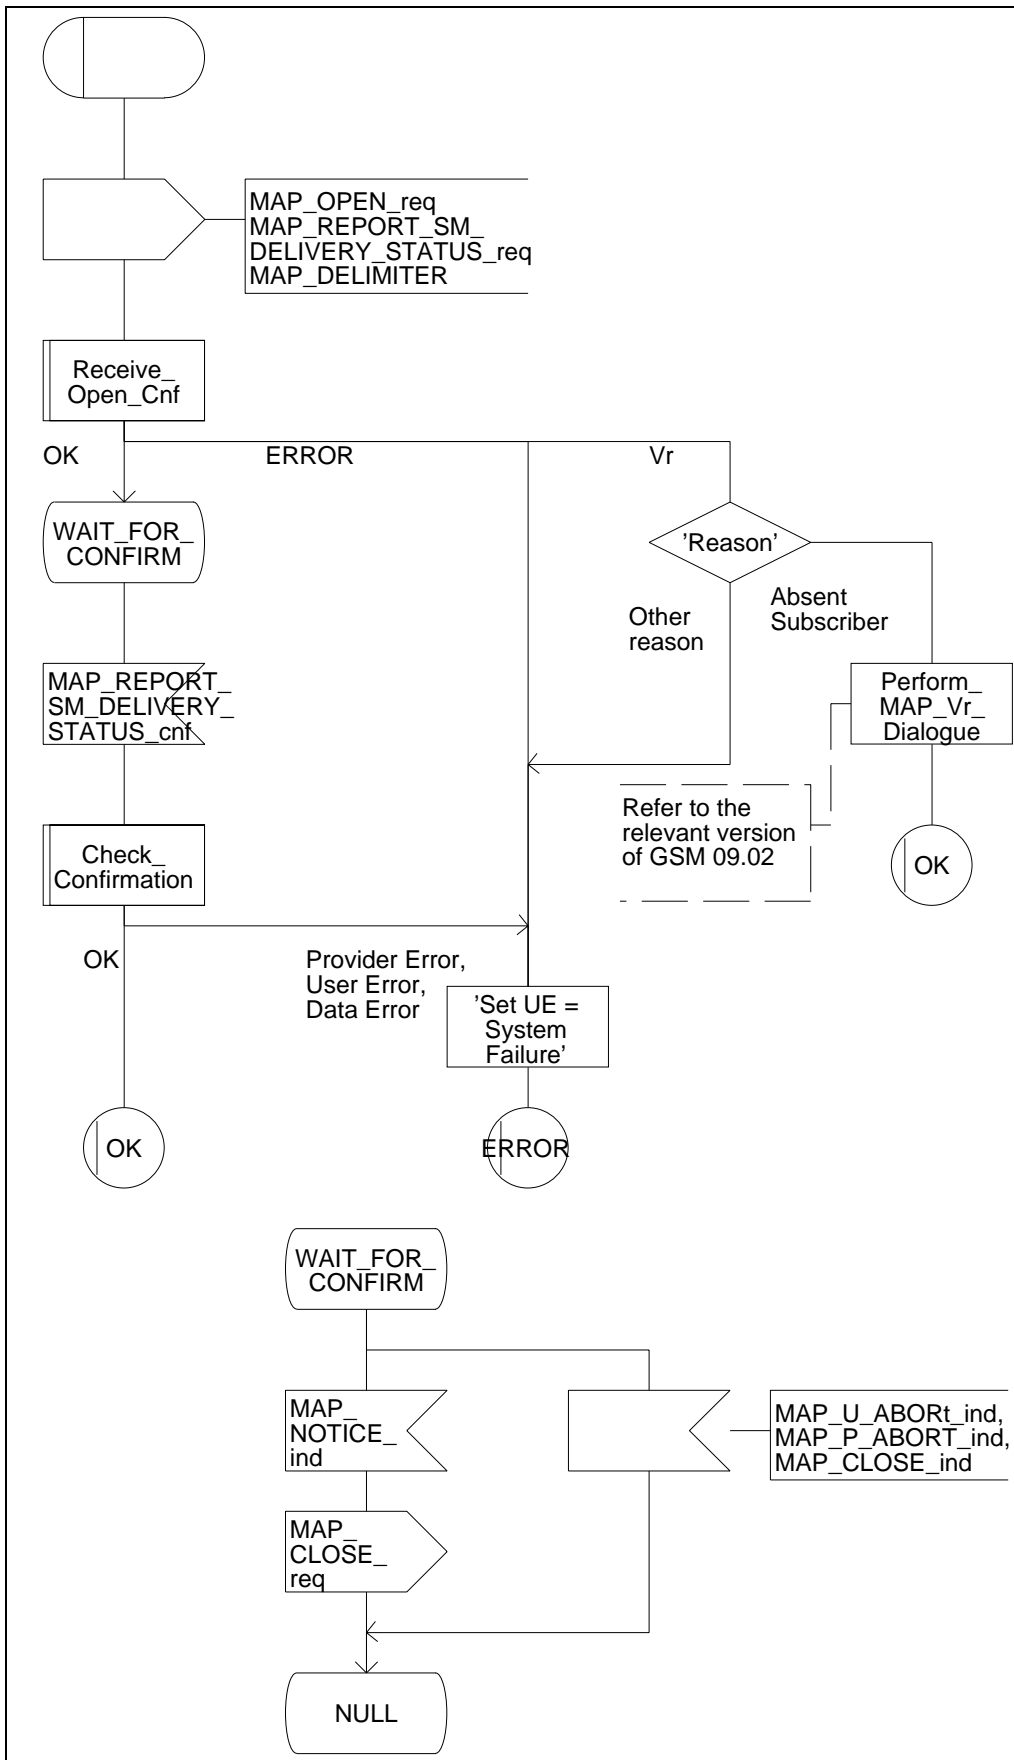 MAP_OPEN_req
MAP_REPORT_SM_
DELIVERY_STATUS_req
MAP_DELIMITER
Receive_
Open_Cnf
OK
ERROR
Vr
WAIT_FOR_
CONFIRM
'Reason'
Other
reason
Absent
Subscriber
MAP_REPORT_
SM_DELIVERY_
STATUS_cnf
Perform_
MAP_Vr_
Dialogue
Refer to the
relevant version
of GSM 09.02
OK
Check_
Confirmation
OK
Provider Error,
User Error,
Data Error
'Set UE =
System
Failure'
OK
ERROR
WAIT_FOR_
CONFIRM
MAP_
NOTICE_
ind
MAP_U_ABORt_ind,
MAP_P_ABORT_ind,
MAP_CLOSE_ind
MAP_
CLOSE_
req
NULL